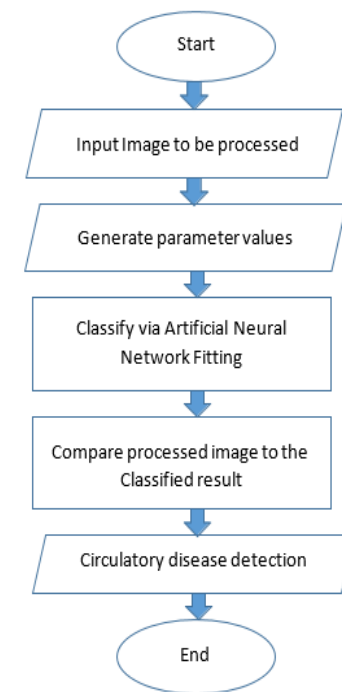 Start
Input Image to be processed
Generate parameter values
Classify via Artificial Neural
Network Fitting
Compare processed image to the
Classified result
Circulatory disease detection
End